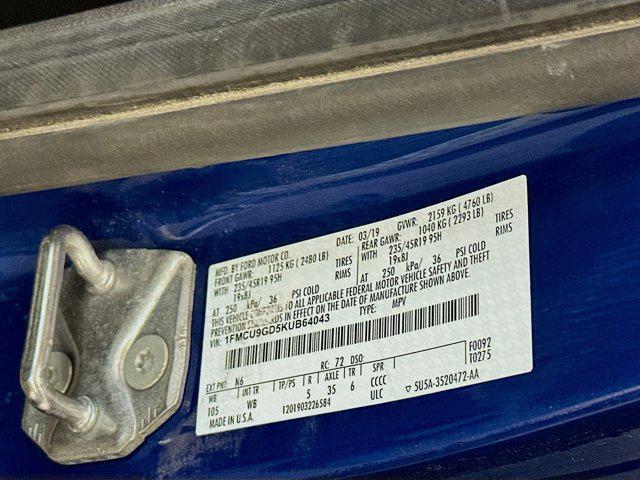 MFD. BY FORD MOTOR CO.
DATE: 03/19 GVWR: 2159 KG ( 4760 LB)
FRONT GAWR: 1125 KG ( 2480 LB) REAR GAWR: 1040 KG ( 2293 LB)
WITH 235/45R19 95H TIRES WITH 235/45R19 95H TIRES
19x8J RIMS 19x8J RIMS
AT 250 kPa/ 36 PSI COLD AT 250 kPa/ 36 PSI COLD
THIS VEHICLE CONFORMS TO ALL APPLICABLE FEDERAL MOTOR VEHICLE SAFETY AND THEFT
PREVENTION STANDARDS IN EFFECT ON THE DATE OF MANUFACTURE SHOWN ABOVE.
VIN: 1FMCU9GD5KUB64043 TYPE: MPV
F0092
T0275
EXT PNT: N6 RC: 72 DSO:
WB INT TR TP/PS R AXLE TR SPR
105 WB 5 35 6 CCCC
MADE IN U.S.A. 1201903226584 ULC ▽ 5U5A-3520472-AA